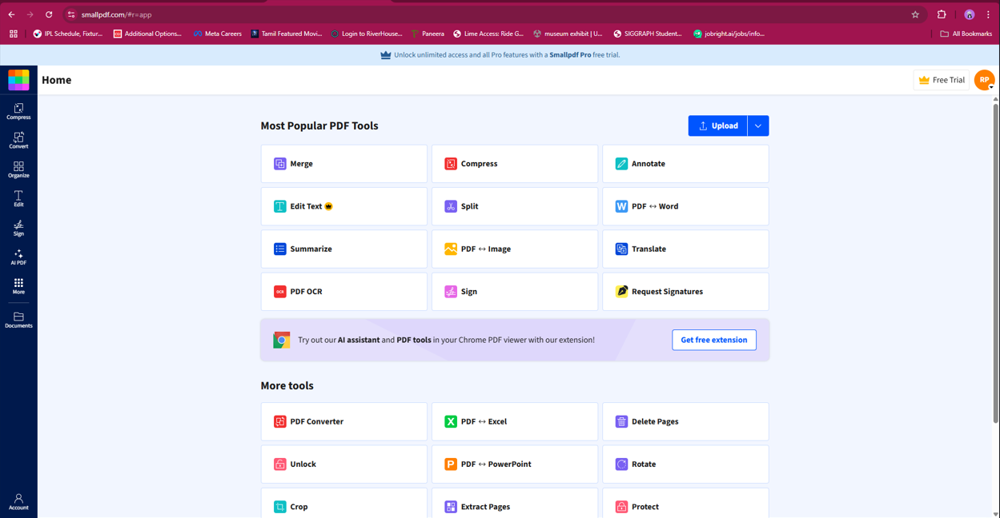 smallpdf.com/#r=app
IPL Schedule, Fixtur...
Additional Options...
Meta Careers
Tamil Featured Movi...
Login to RiverHouse...
Paneera
Lime Access: Ride G...
museum exhibit | U...
SIGGRAPH Student...
jobright.ai/jobs/info...
All Bookmarks
Unlock unlimited access and all Pro features with a Smallpdf Pro free trial.
Home
Free Trial
RP
Compress
Convert
Organize
Edit
Sign
AI PDF
More
Documents
Account
Most Popular PDF Tools
Upload
Merge
Compress
Annotate
Edit Text
Split
W PDF ↔ Word
Summarize
PDF ↔ Image
Translate
OCR PDF OCR
Sign
Request Signatures
Try out our AI assistant and PDF tools in your Chrome PDF viewer with our extension!
Get free extension
More tools
PDF Converter
X PDF ↔ Excel
Delete Pages
Unlock
P PDF ↔ PowerPoint
Rotate
Crop
Extract Pages
Protect